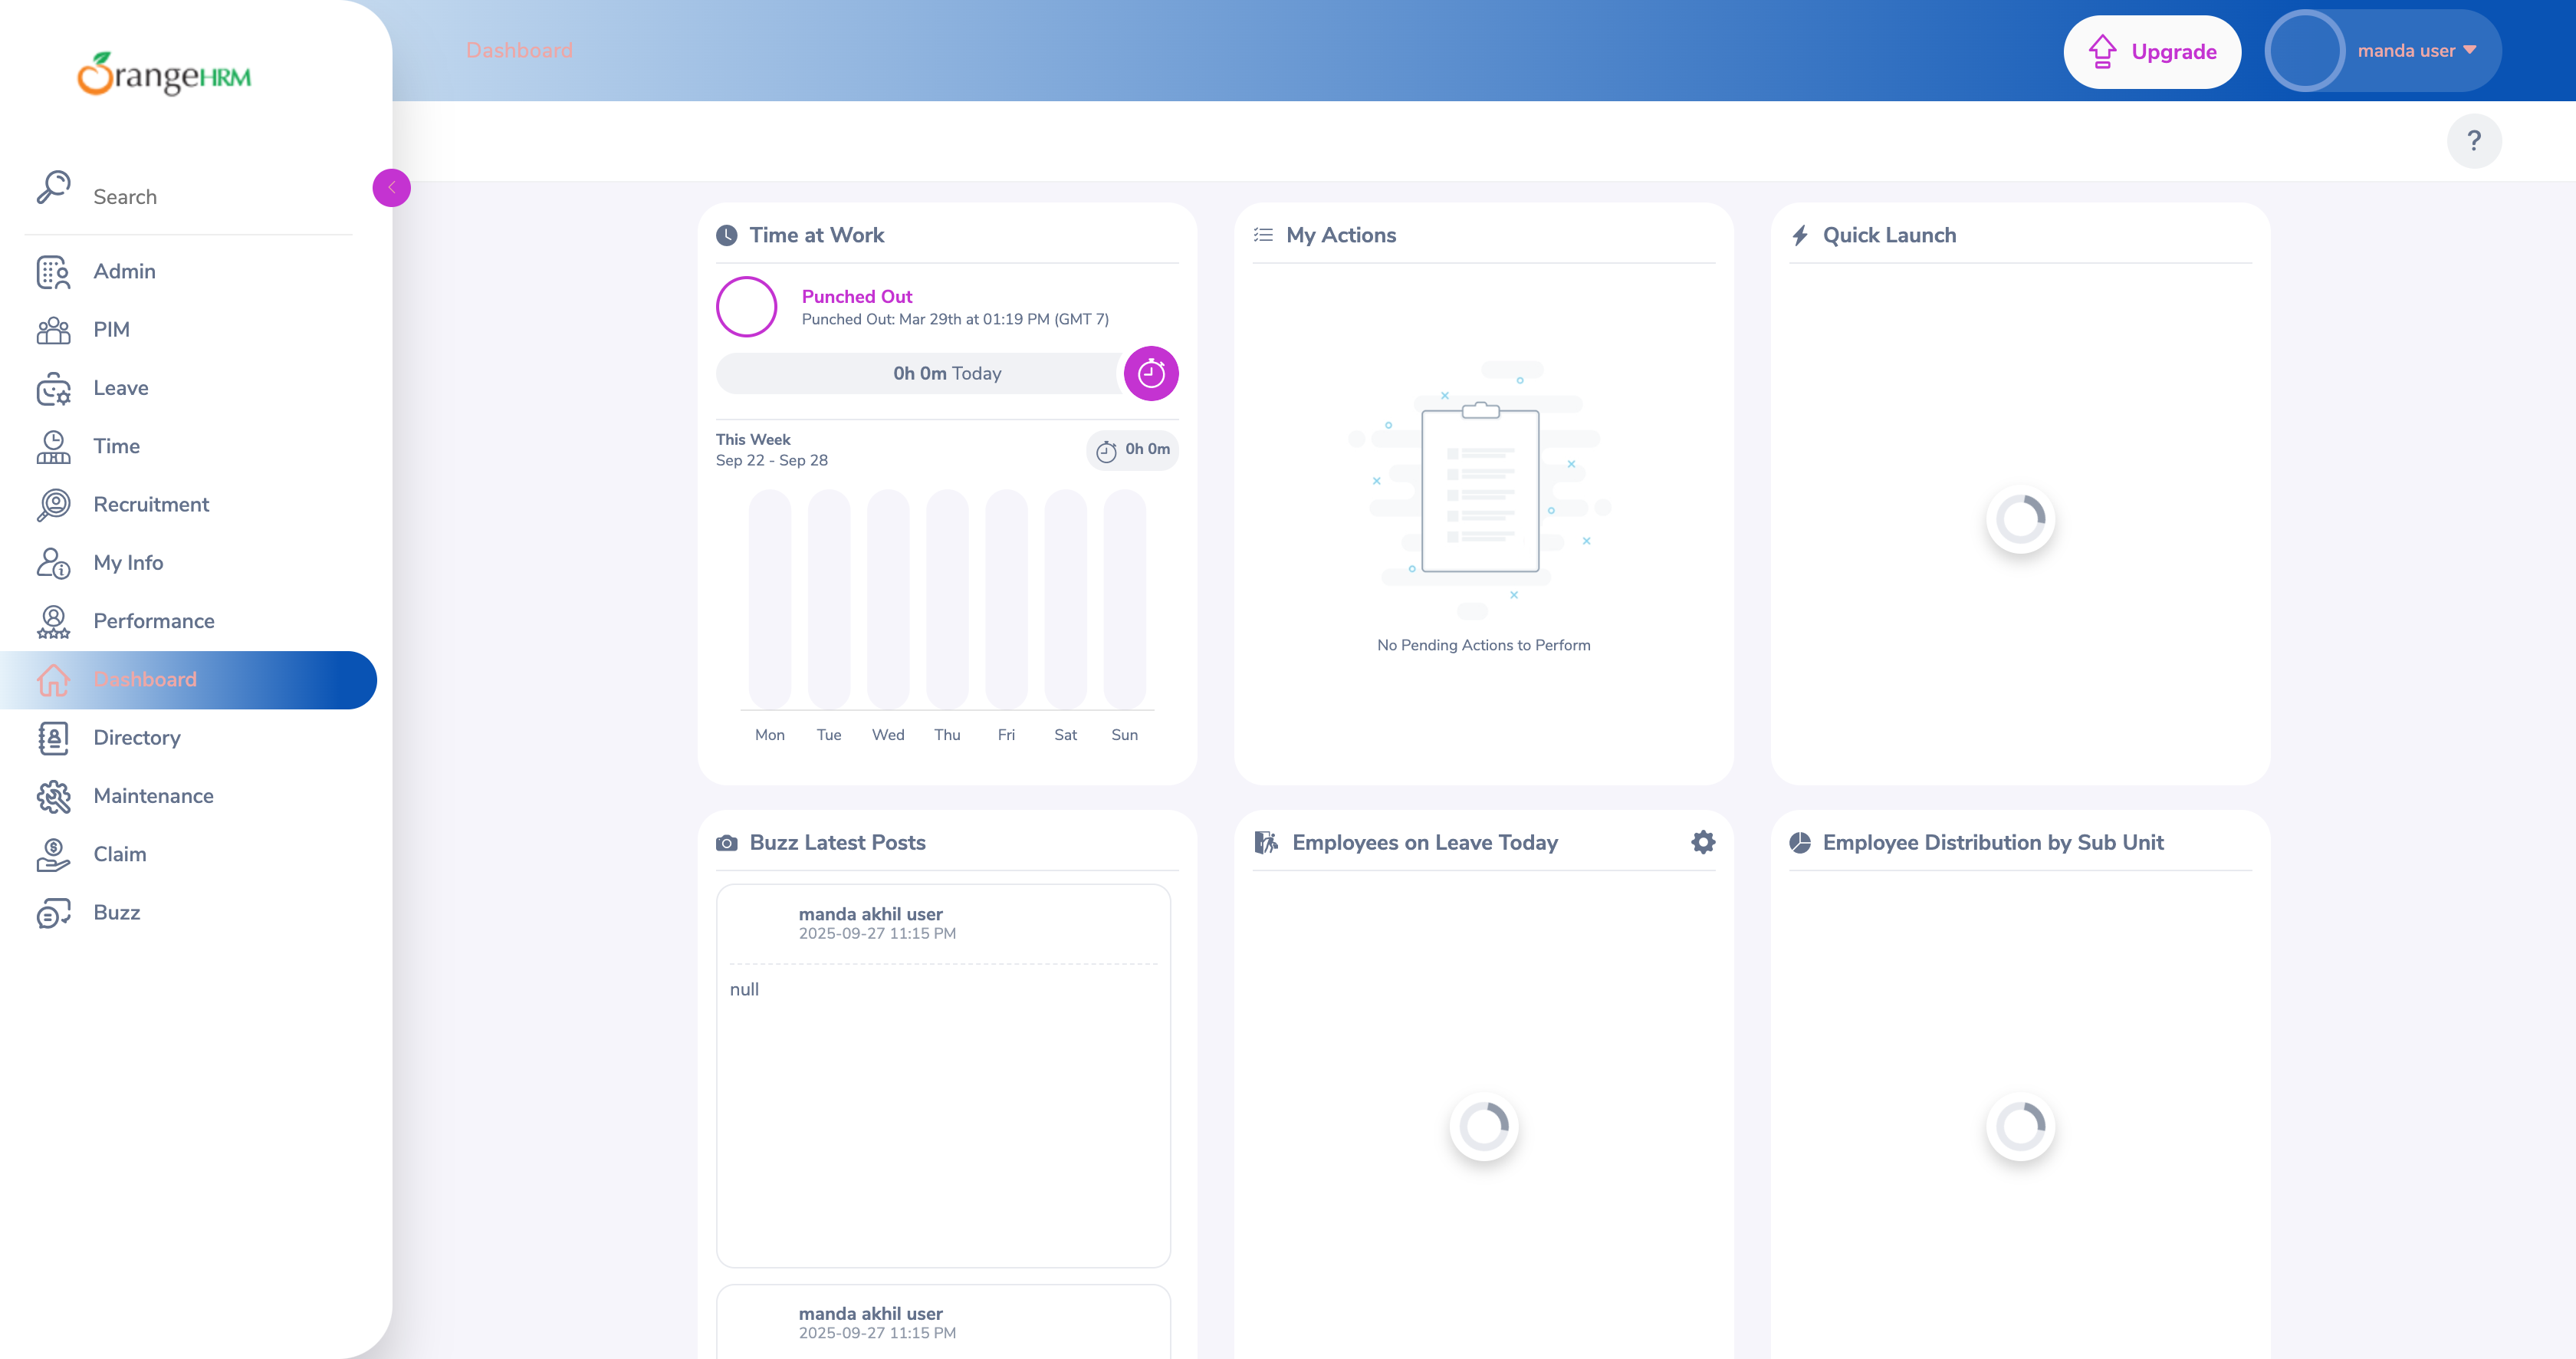 OrangeHRM
Search
Admin
PIM
Leave
Time
Recruitment
My Info
Performance
Dashboard
Directory
Maintenance
Claim
Buzz
Dashboard
Upgrade
manda user
?
Time at Work
Punched Out
Punched Out: Mar 29th at 01:19 PM (GMT 7)
0h 0m Today
This Week
Sep 22 - Sep 28
0h 0m
Mon Tue Wed Thu Fri Sat Sun
My Actions
No Pending Actions to Perform
Quick Launch
Buzz Latest Posts
manda akhil user
2025-09-27 11:15 PM
null
manda akhil user
2025-09-27 11:15 PM
Employees on Leave Today
Employee Distribution by Sub Unit